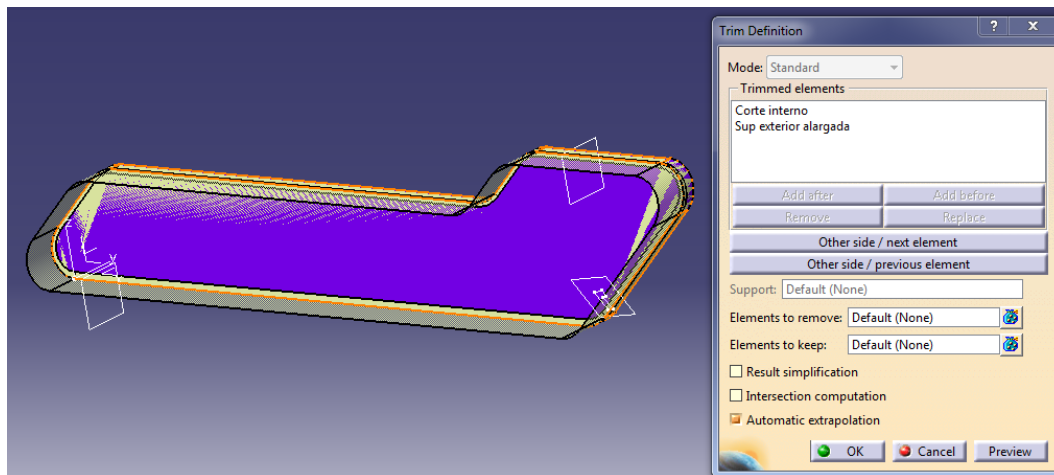 Trim Definition
? X
Mode: Standard
Trimmed elements
Corte interno
Sup exterior alargada
Add after Add before
Remove Replace
Other side / next element
Other side / previous element
Support: Default (None)
Elements to remove: Default (None)
Elements to keep: Default (None)
Result simplification
Intersection computation
Automatic extrapolation
OK Cancel Preview